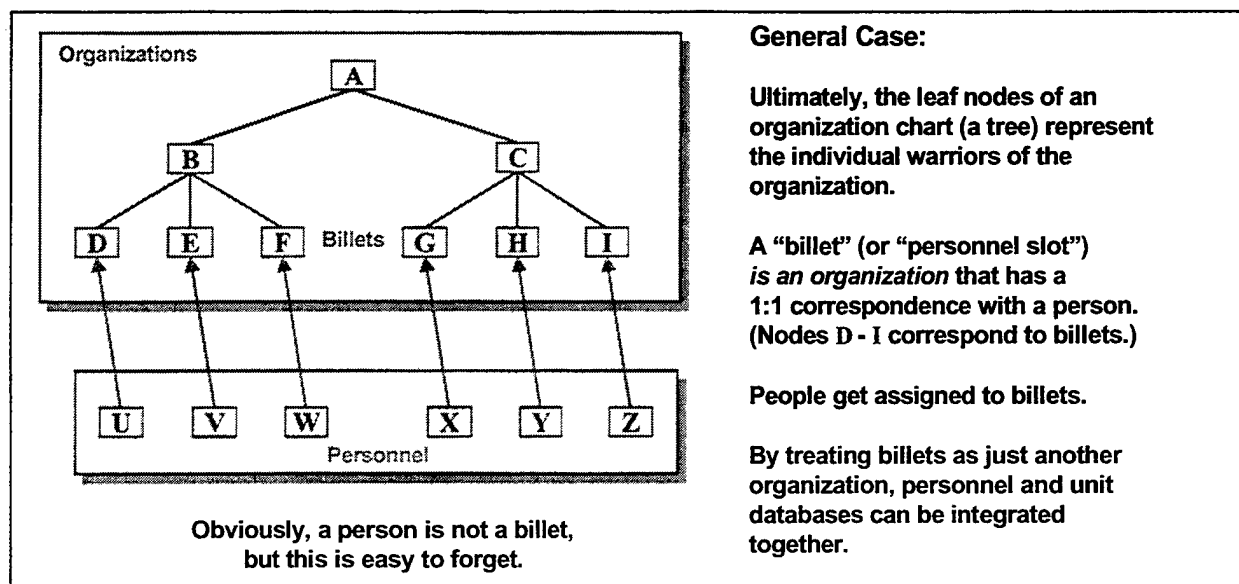 Organizations
A
B
C
D
E
F
Billets
G
H
I
U
V
W
X
Y
Z
Personnel
Obviously, a person is not a billet,
but this is easy to forget.
General Case:
Ultimately, the leaf nodes of an
organization chart (a tree) represent
the individual warriors of the
organization.
A “billet” (or “personnel slot”)
is an organization that has a
1:1 correspondence with a person.
(Nodes D - I correspond to billets.)
People get assigned to billets.
By treating billets as just another
organization, personnel and unit
databases can be integrated
together.